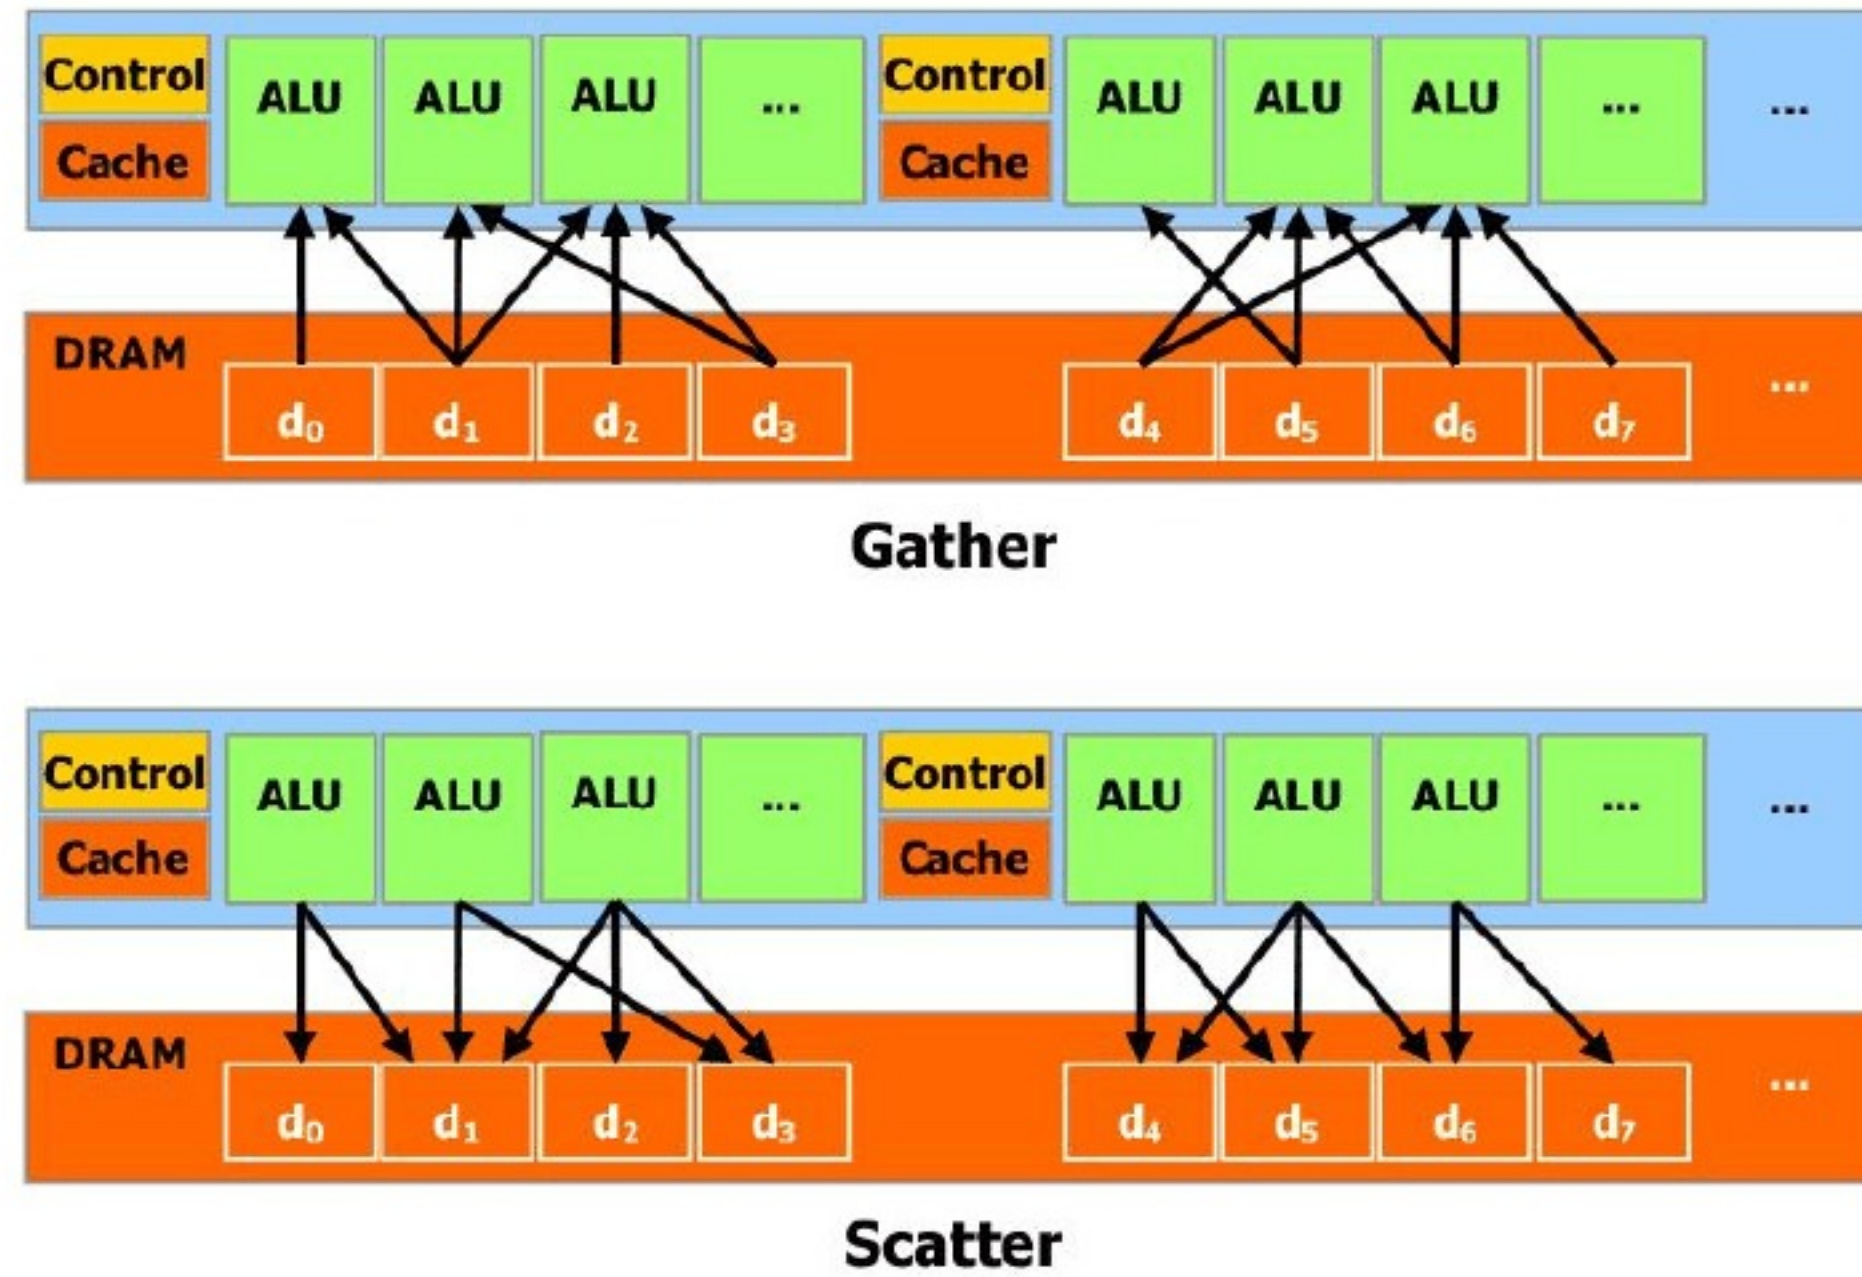 Control ALU ALU ALU ... Control ALU ALU ALU ... ...
Cache Cache
DRAM ...
d0 d1 d2 d3 d4 d5 d6 d7
Gather
Control ALU ALU ALU ... Control ALU ALU ALU ... ...
Cache Cache
DRAM ...
d0 d1 d2 d3 d4 d5 d6 d7
Scatter